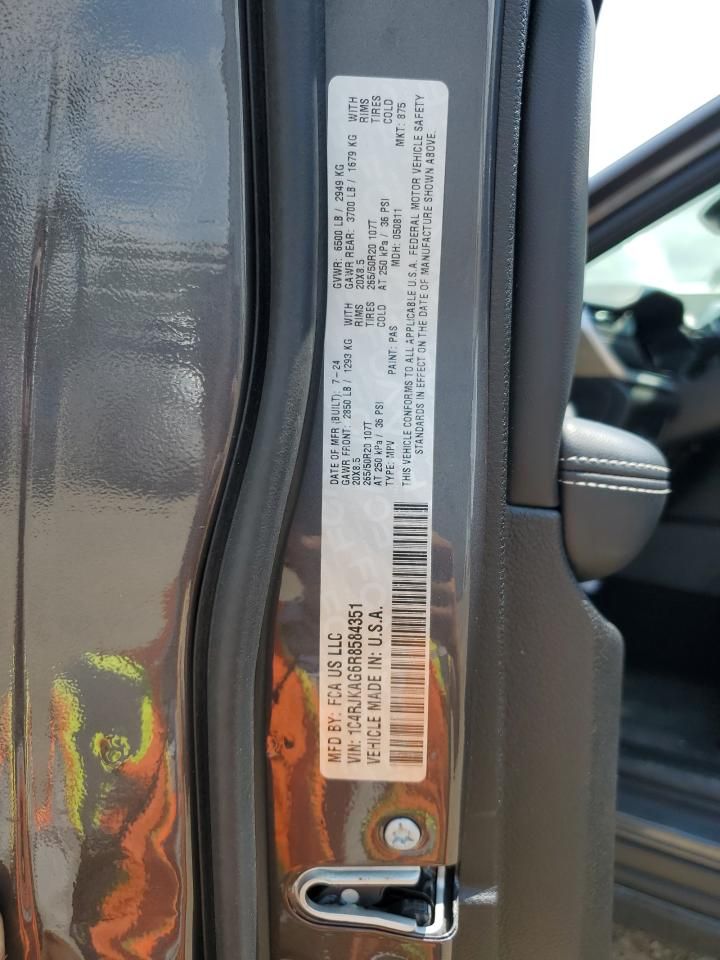 MFD BY: FCA US LLC
VIN: 1C4RJKAG6R8584351
VEHICLE MADE IN: U.S.A.
DATE OF MFR (BUILT): 7-24
GAWR FRONT: 2850 LB / 1293 KG WITH
20X8.5 RIMS
265/50R20 107T TIRES
AT 250 kPa / 36 PSI COLD
TYPE: MPV PAINT: PAS
GVWR: 6500 LB / 2949 KG
GAWR REAR: 3700 LB / 1679 KG WITH
20X8.5 RIMS
265/50R20 107T TIRES
AT 250 kPa / 36 PSI COLD
MDH: 050811 MKT: 875
THIS VEHICLE CONFORMS TO ALL APPLICABLE U.S.A. FEDERAL MOTOR VEHICLE SAFETY
STANDARDS IN EFFECT ON THE DATE OF MANUFACTURE SHOWN ABOVE.